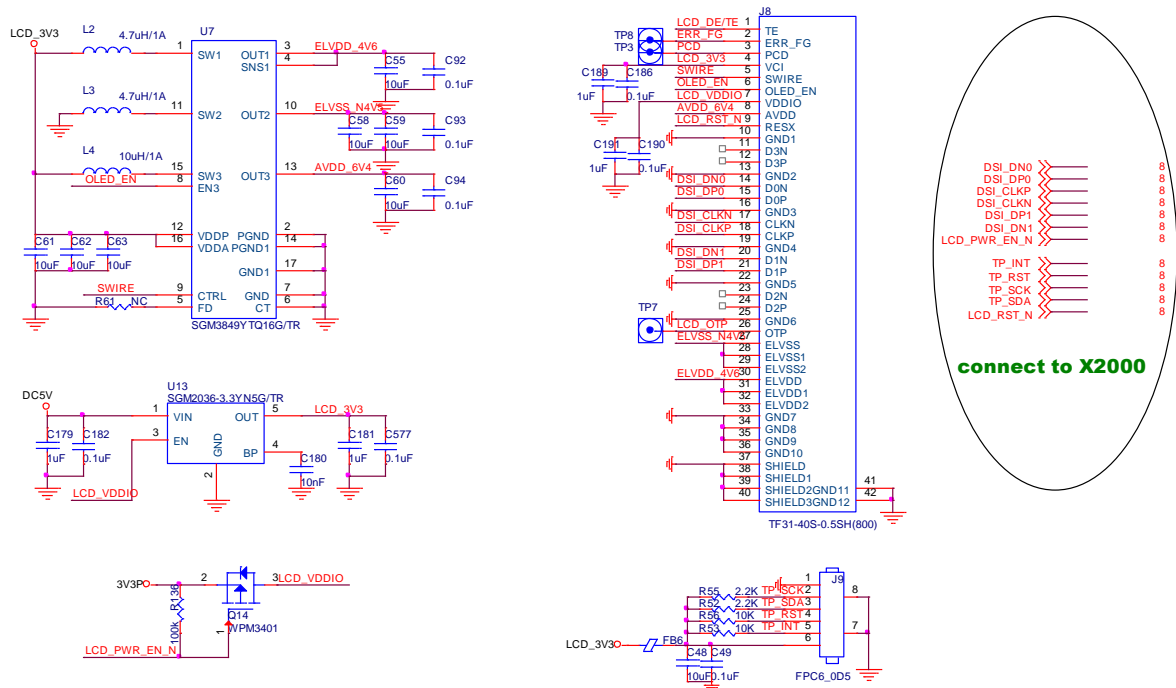 LCD_3V3
L2
4.7uH/1A
U7
1
SW1
OUT1
3
ELVDD_4V6
SNS1
4
C55
10uF
C92
0.1uF
L3
4.7uH/1A
11
SW2
OUT2
10
ELVSS_N4V5
C58
10uF
C59
10uF
C93
0.1uF
L4
10uH/1A
15
SW3
OUT3
13
AVDD_6V4
OLED_EN
8
EN3
C60
10uF
C94
0.1uF
12
VDDP
PGND
2
16
VDDA
PGND1
14
C61
10uF
C62
10uF
C63
10uF
GND1
17
SWIRE
9
CTRL
GND
7
R61
NC
5
FD
CT
6
SGM3849YTQ16G/TR
DC5V
U13
SGM2036-3.3YN5G/TR
1
VIN
OUT
5
LCD_3V3
3
EN
GND
BP
4
2
C179
1uF
C182
0.1uF
C181
1uF
C577
0.1uF
C180
10nF
LCD_VDDIO
3V3P
2
3
LCD_VDDIO
R136
100k
Q14
WPM3401
1
LCD_PWR_EN_N
J8
LCD_DE/TE
1
TE
TP8
ERR_FG
2
ERR_FG
TP3
PCD
3
PCD
LCD_3V3
4
VCI
SWIRE
5
SWIRE
OLED_EN
6
OLED_EN
LCD_VDDIO
7
VDDIO
AVDD_6V4
8
AVDD
LCD_RST_N
9
RESX
10
GND1
11
D3N
12
D3P
13
GND2
DSI_DN0
14
D0N
DSI_DP0
15
D0P
16
GND3
DSI_CLKN
17
CLKN
DSI_CLKP
18
CLKP
19
GND4
DSI_DN1
20
D1N
DSI_DP1
21
D1P
22
GND5
23
D2N
24
D2P
25
GND6
TP7
LCD_OTP
26
OTP
ELVSS_N4V5
27
ELVSS
28
ELVSS1
29
ELVSS2
ELVDD_4V6
30
ELVDD
31
ELVDD1
32
ELVDD2
33
GND7
34
GND8
35
GND9
36
GND10
37
SHIELD
38
SHIELD1
39
SHIELD2
GND11
41
40
SHIELD3
GND12
42
TF31-40S-0.5SH(800)
C189
1uF
C186
0.1uF
C191
1uF
C190
0.1uF
DSI_DN0
8
DSI_DP0
8
DSI_CLKP
8
DSI_CLKN
8
DSI_DP1
8
DSI_DN1
8
LCD_PWR_EN_N
8
TP_INT
8
TP_RST
8
TP_SCK
8
TP_SDA
8
LCD_RST_N
8
connect to X2000
J9
1
R55
2.2K
TP_SCK
2
R52
2.2K
TP_SDA
3
R56
10K
TP_RST
4
R53
10K
TP_INT
5
LCD_3V3
FB6
6
8
7
C48
10uF
C49
0.1uF
FPC6_0D5